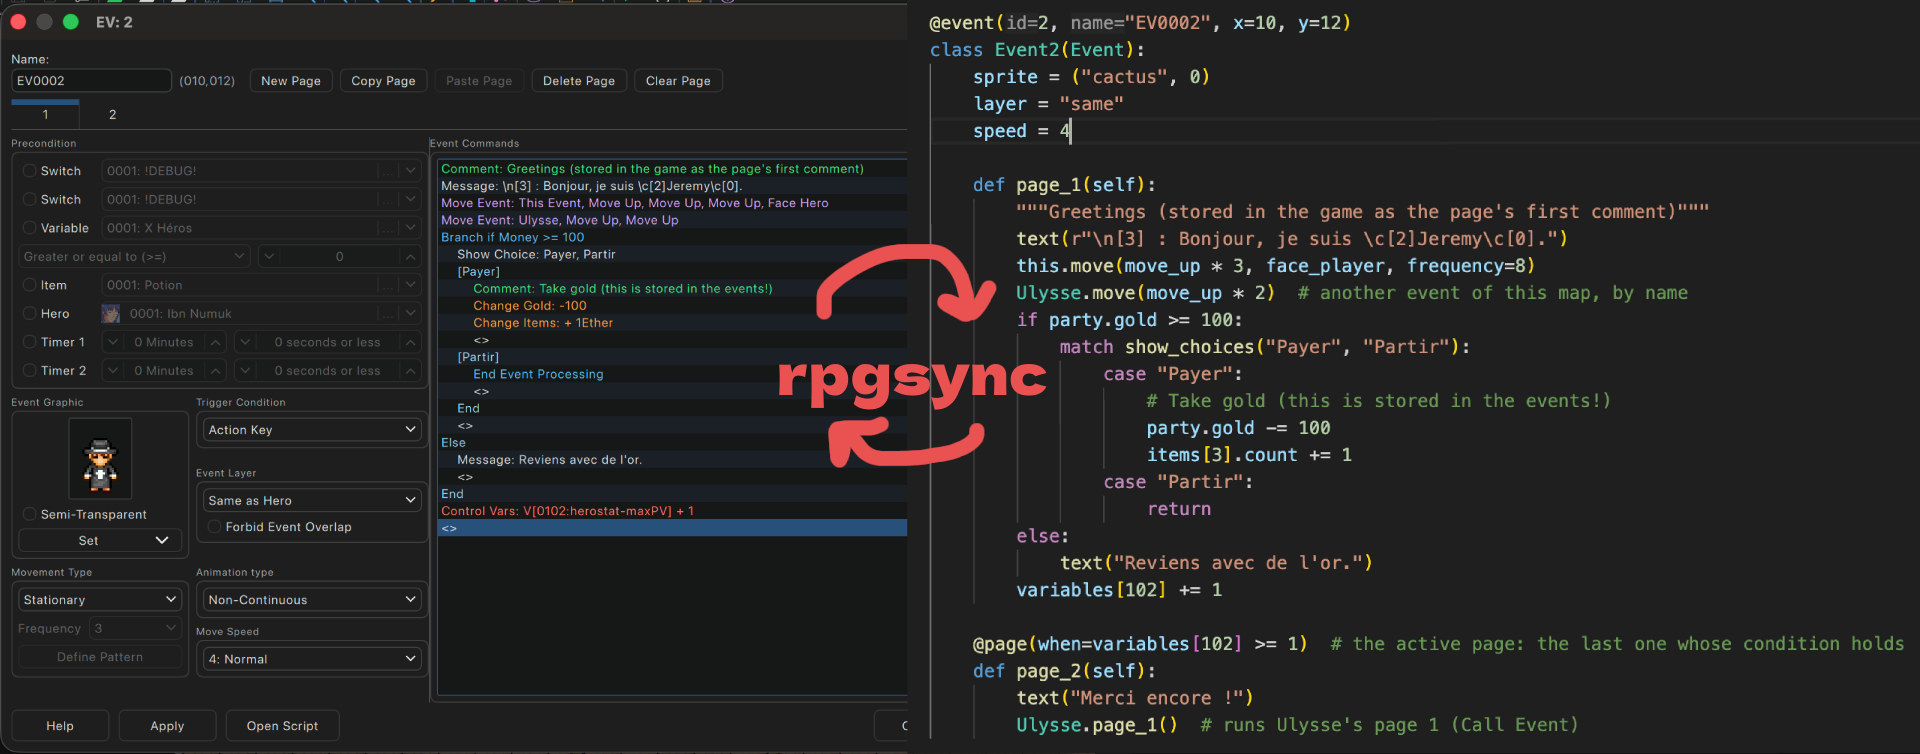 EV: 2
Name:
EV0002 (010,012) New Page Copy Page Paste Page Delete Page Clear Page
1 2
Precondition
Switch 0001: !DEBUG! ...
Switch 0001: !DEBUG! ...
Variable 0001: X Héros ...
Greater or equal to (>=) 0
Item 0001: Potion ...
Hero 0001: Ibn Numuk ...
Timer 1 0 Minutes 0 seconds or less
Timer 2 0 Minutes 0 seconds or less
Event Graphic
Semi-Transparent
Set
Trigger Condition
Action Key
Event Layer
Same as Hero
Forbid Event Overlap
Movement Type
Stationary
Frequency 3
Define Pattern
Animation type
Non-Continuous
Move Speed
4: Normal
Help Apply Open Script
Event Commands
Comment: Greetings (stored in the game as the page's first comment)
Message: \n[3] : Bonjour, je suis \c[2]Jeremy\c[0].
Move Event: This Event, Move Up, Move Up, Move Up, Face Hero
Move Event: Ulysse, Move Up, Move Up
Branch if Money >= 100
Show Choice: Payer, Partir
[Payer]
Comment: Take gold (this is stored in the events!)
Change Gold: -100
Change Items: + 1Ether
<>
[Partir]
End Event Processing
<>
End
<>
Else
Message: Reviens avec de l'or.
<>
End
Control Vars: V[0102:herostat-maxPV] + 1
<>
rpgsync
@event(id=2, name="EV0002", x=10, y=12)
class Event2(Event):
sprite = ("cactus", 0)
layer = "same"
speed = 4
def page_1(self):
"""Greetings (stored in the game as the page's first comment)"""
text(r"\n[3] : Bonjour, je suis \c[2]Jeremy\c[0].")
this.move(move_up * 3, face_player, frequency=8)
Ulysse.move(move_up * 2)  # another event of this map, by name
if party.gold >= 100:
match show_choices("Payer", "Partir"):
case "Payer":
# Take gold (this is stored in the events!)
party.gold -= 100
items[3].count += 1
case "Partir":
return
else:
text("Reviens avec de l'or.")
variables[102] += 1
@page(when=variables[102] >= 1)  # the active page: the last one whose condition holds
def page_2(self):
text("Merci encore !")
Ulysse.page_1()  # runs Ulysse's page 1 (Call Event)